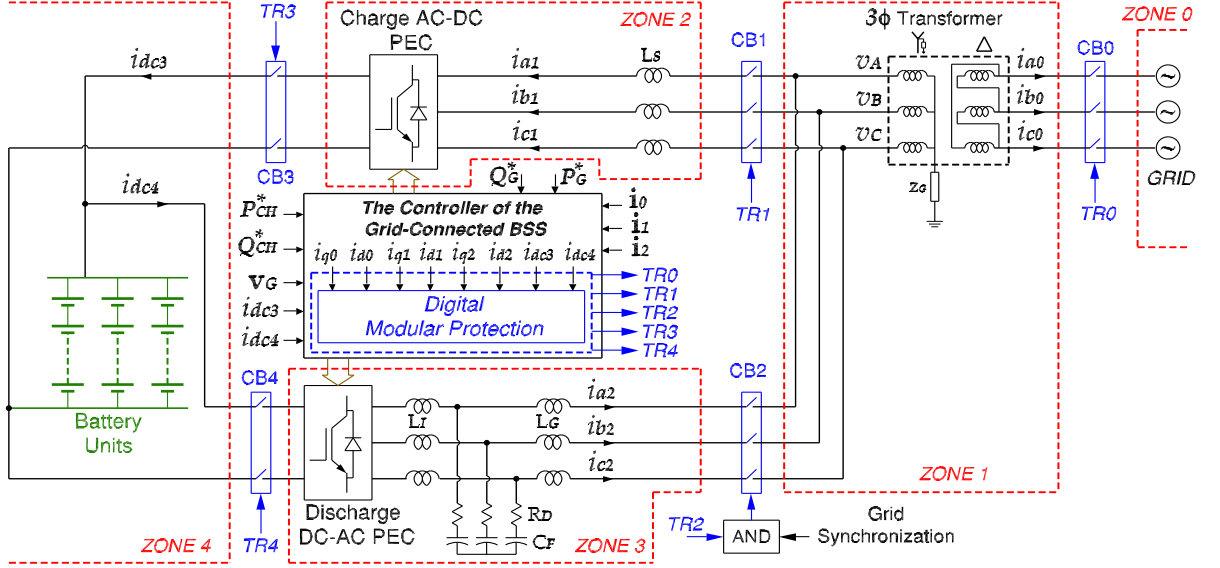 TR3
Charge AC-DC
PEC
ZONE 2
3ϕ Transformer
ZONE 0
CB1
CB0
idc3
ia1
Ls
vA
ia0
ib1
vB
ib0
ic1
vC
ic0
CB3
TR1
ZG
TR0
GRID
idc4
Q*G
P*G
P*CH
The Controller of the
Grid-Connected BSS
i0
i1
i2
Q*CH
iq0 id0 iq1 id1 iq2 id2 idc3 idc4
vG
idc3
idc4
Digital
Modular Protection
TR0
TR1
TR2
TR3
TR4
CB4
CB2
Battery
Units
LI
LG
ia2
ib2
ic2
ZONE 1
Discharge
DC-AC PEC
RD
CF
ZONE 3
ZONE 4
TR4
TR2
AND
Grid
Synchronization